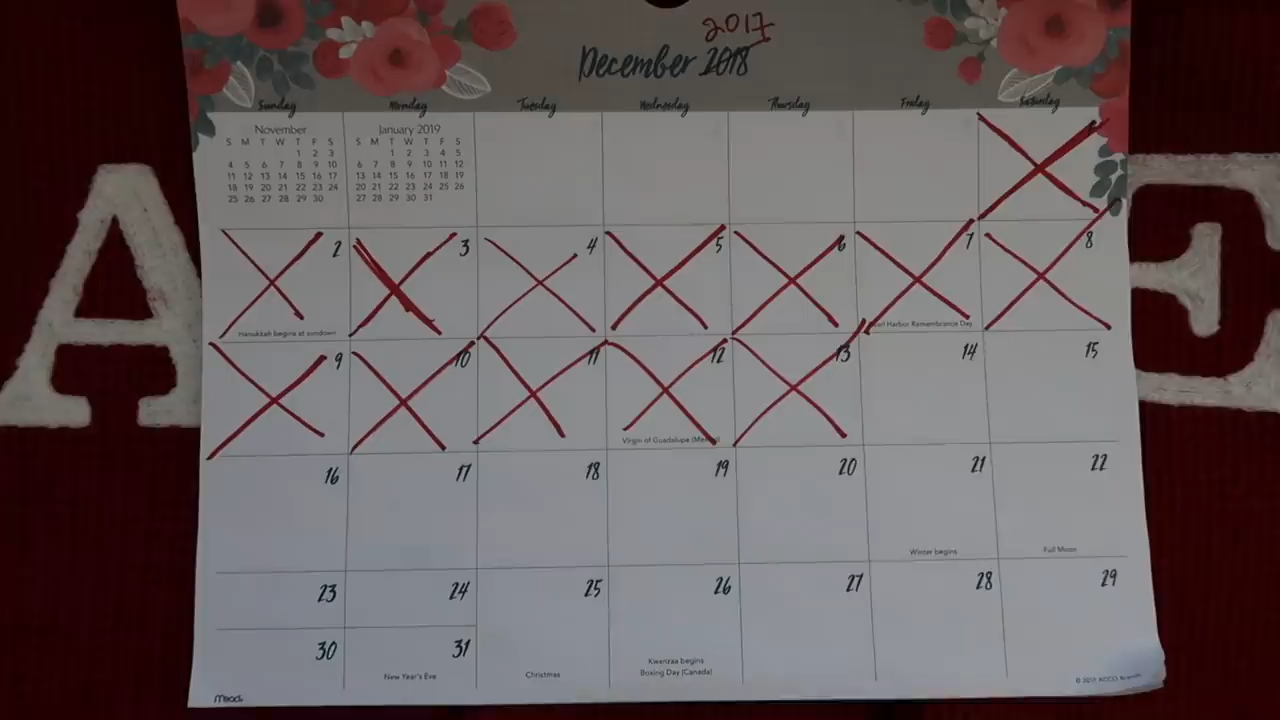 2017
December 2018
Sunday Monday Tuesday Wednesday Thursday Friday Saturday
November January 2019
S M T W T F S S M T W T F S
1 2 3 1 2 3 4 5
4 5 6 7 8 9 10 6 7 8 9 10 11 12
11 12 13 14 15 16 17 13 14 15 16 17 18 19
18 19 20 21 22 23 24 20 21 22 23 24 25 26
25 26 27 28 29 30 27 28 29 30 31
1
2 3 4 5 6 7 8
Hanukkah begins at sundown Pearl Harbor Remembrance Day
9 10 11 12 13 14 15
Virgin of Guadalupe (Mexico)
16 17 18 19 20 21 22
Winter begins Full Moon
23 24 25 26 27 28 29
30 31
New Year's Eve Christmas Kwanzaa begins
Boxing Day (Canada)
Mead
A E